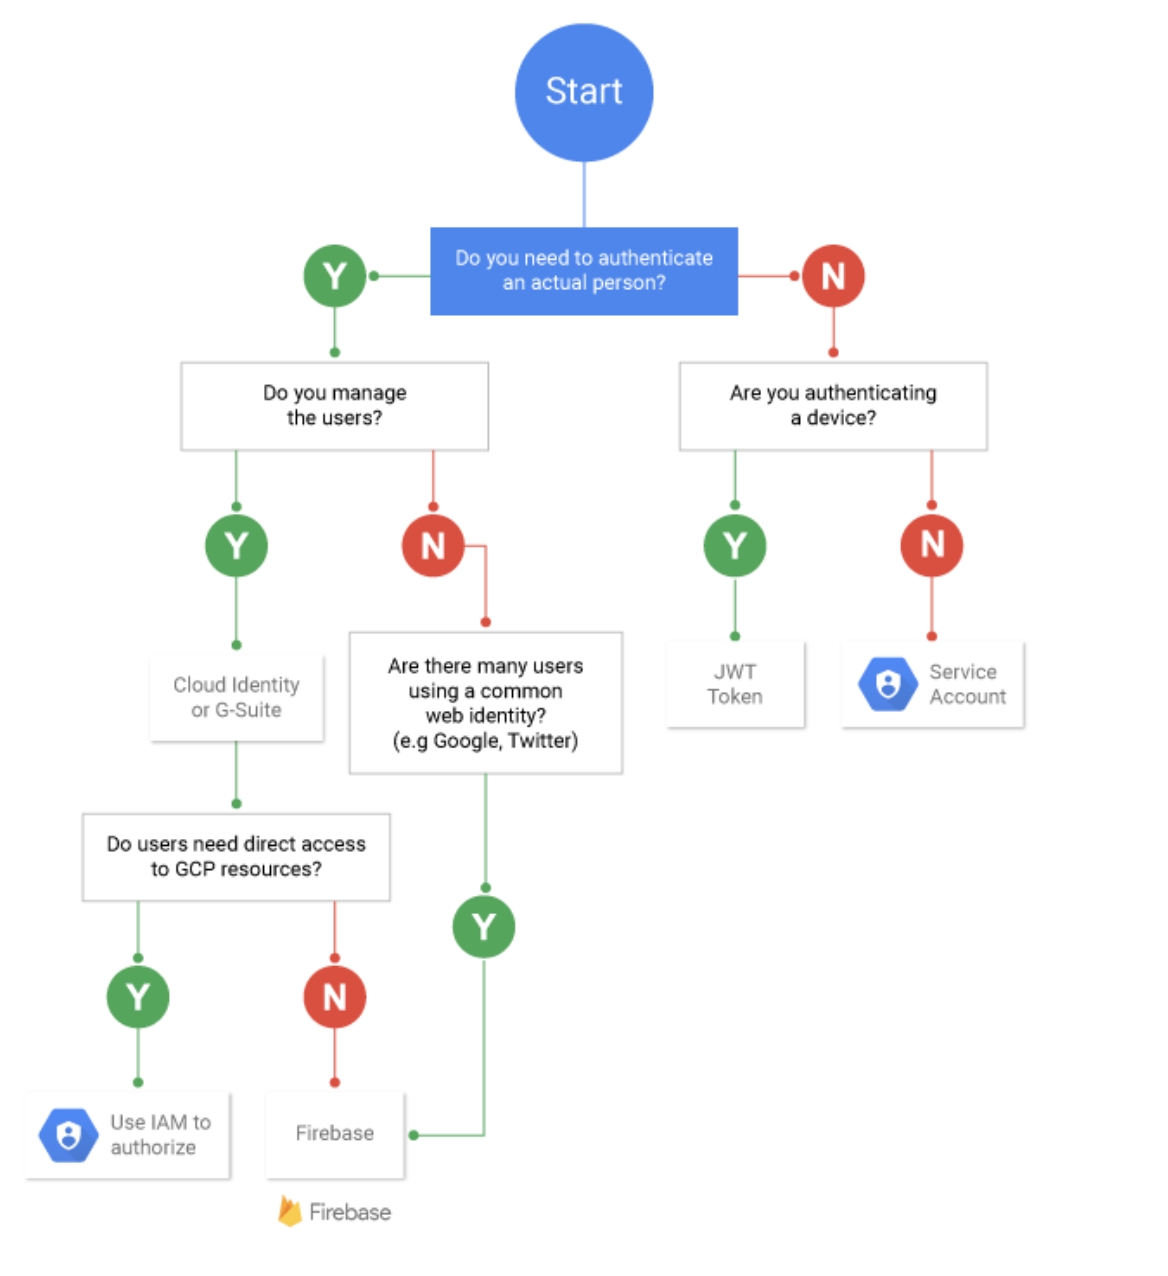 Start
Do you need to authenticate
an actual person?
Y
N
Do you manage
the users?
Are you authenticating
a device?
Y
N
Y
N
Are there many users
using a common
web identity?
(e.g Google, Twitter)
JWT
Token
Service
Account
Cloud Identity
or G-Suite
Do users need direct access
to GCP resources?
Y
Y
N
Use IAM to
authorize
Firebase
Firebase